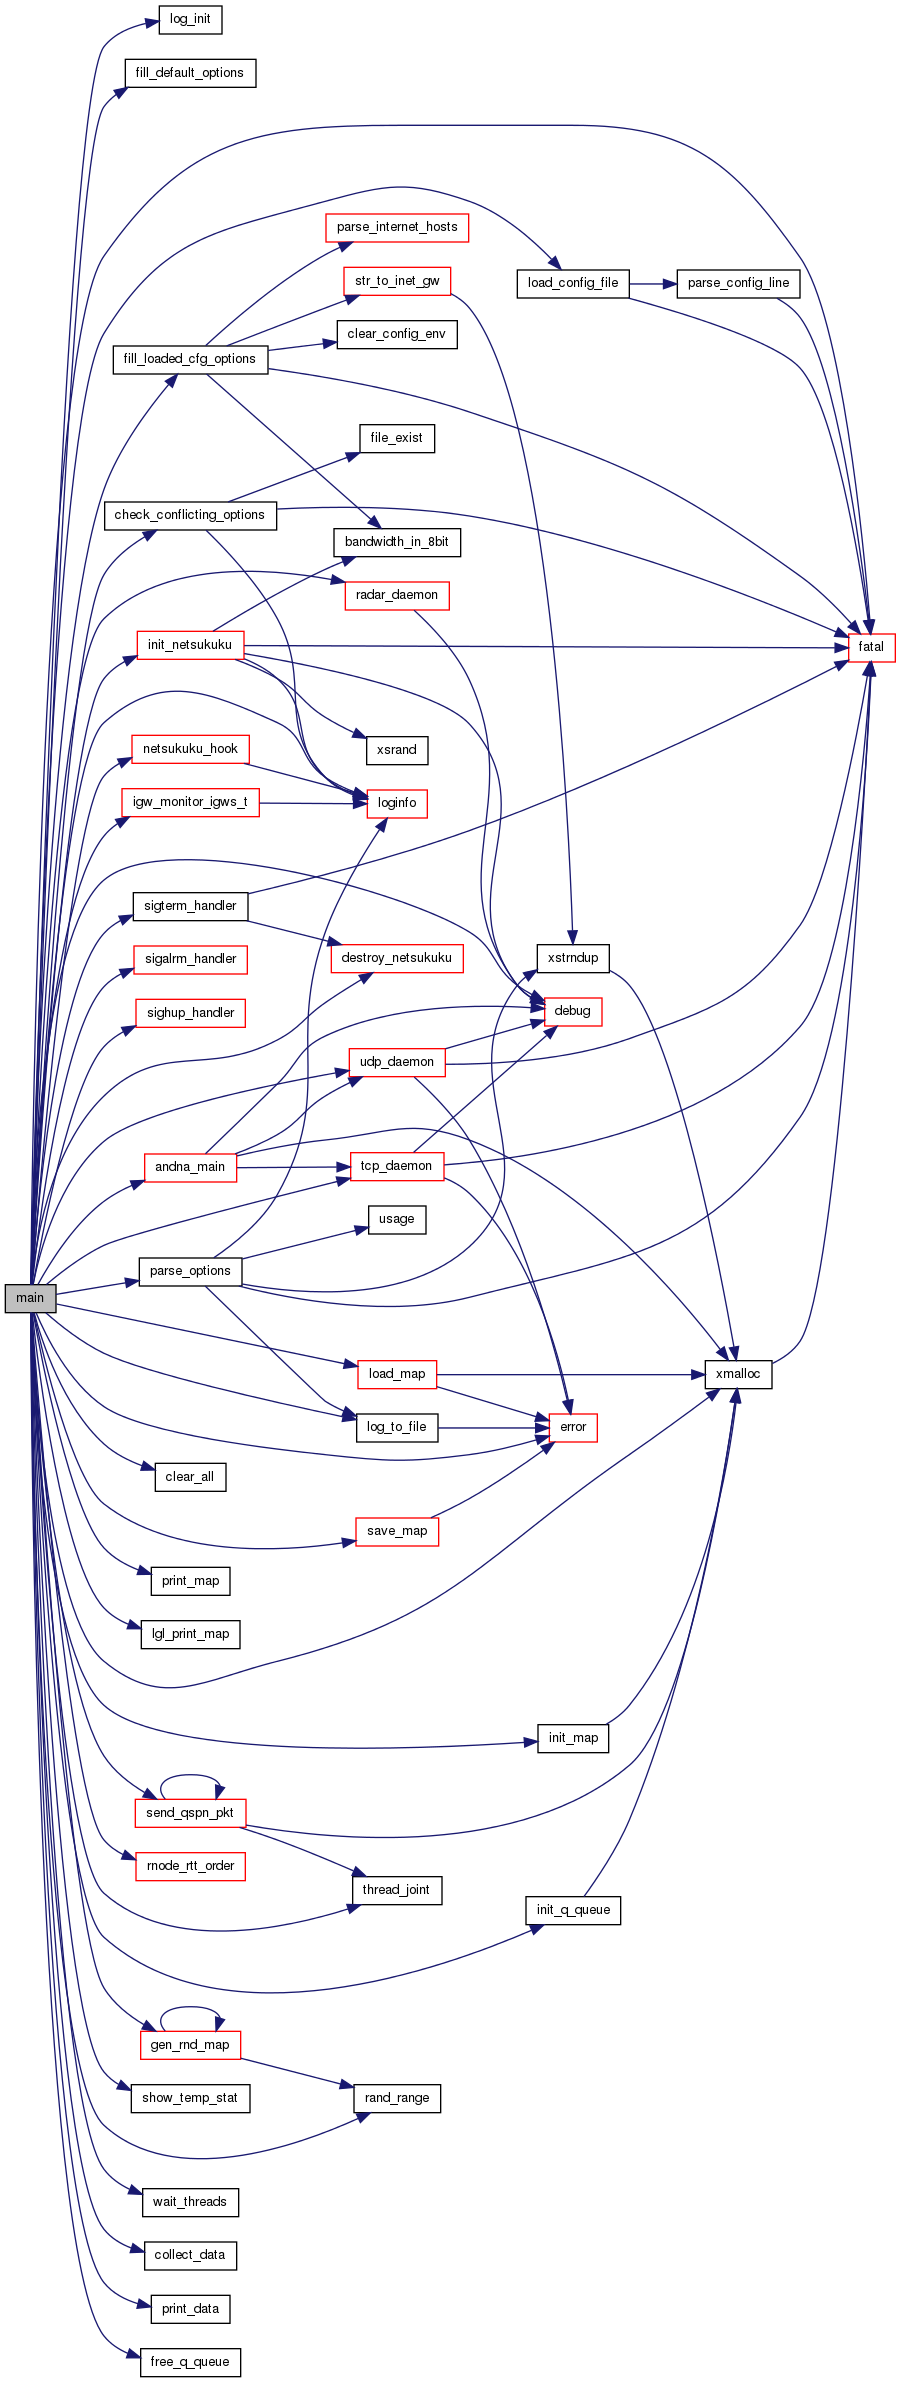 log_init
fill_default_options
parse_internet_hosts
str_to_inet_gw
load_config_file
parse_config_line
clear_config_env
fill_loaded_cfg_options
file_exist
check_conflicting_options
bandwidth_in_8bit
radar_daemon
init_netsukuku
fatal
netsukuku_hook
xsrand
igw_monitor_igws_t
loginfo
sigterm_handler
sigalrm_handler
destroy_netsukuku
xstrndup
sighup_handler
debug
udp_daemon
andna_main
tcp_daemon
usage
parse_options
main
load_map
xmalloc
log_to_file
error
clear_all
save_map
print_map
lgl_print_map
init_map
send_qspn_pkt
rnode_rtt_order
thread_joint
init_q_queue
gen_rnd_map
show_temp_stat
rand_range
wait_threads
collect_data
print_data
free_q_queue